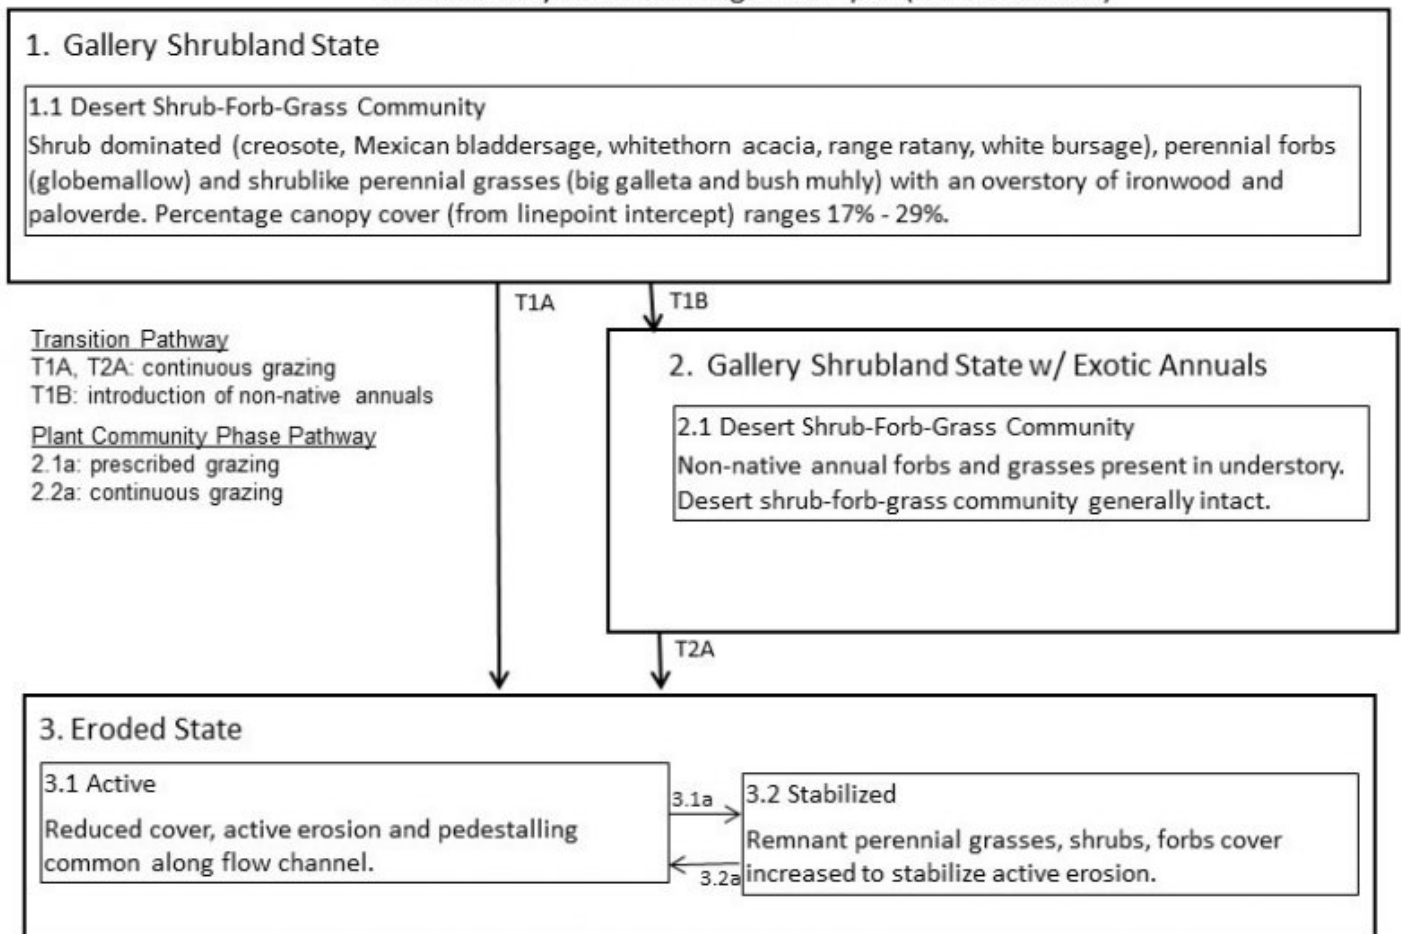 1. Gallery Shrubland State
1.1 Desert Shrub-Forb-Grass Community
Shrub dominated (creosote, Mexican bladdersage, whitethorn acacia, range ratany, white bursage), perennial forbs
(globemallow) and shrublike perennial grasses (big galleta and bush muhly) with an overstory of ironwood and
paloverde. Percentage canopy cover (from linepoint intercept) ranges 17% - 29%.
T1A
T1B
Transition Pathway
T1A, T2A: continuous grazing
T1B: introduction of non-native annuals
Plant Community Phase Pathway
2.1a: prescribed grazing
2.2a: continuous grazing
2. Gallery Shrubland State w/ Exotic Annuals
2.1 Desert Shrub-Forb-Grass Community
Non-native annual forbs and grasses present in understory.
Desert shrub-forb-grass community generally intact.
T2A
3. Eroded State
3.1 Active
Reduced cover, active erosion and pedestalling
common along flow channel.
3.1a
3.2a
3.2 Stabilized
Remnant perennial grasses, shrubs, forbs cover
increased to stabilize active erosion.